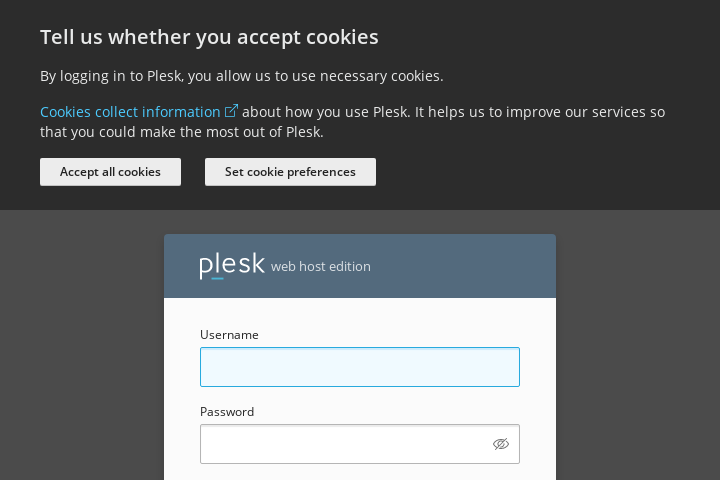 Tell us whether you accept cookies
By logging in to Plesk, you allow us to use necessary cookies.
Cookies collect information about how you use Plesk. It helps us to improve our services so
that you could make the most out of Plesk.
Accept all cookies
Set cookie preferences
plesk web host edition
Username
Password